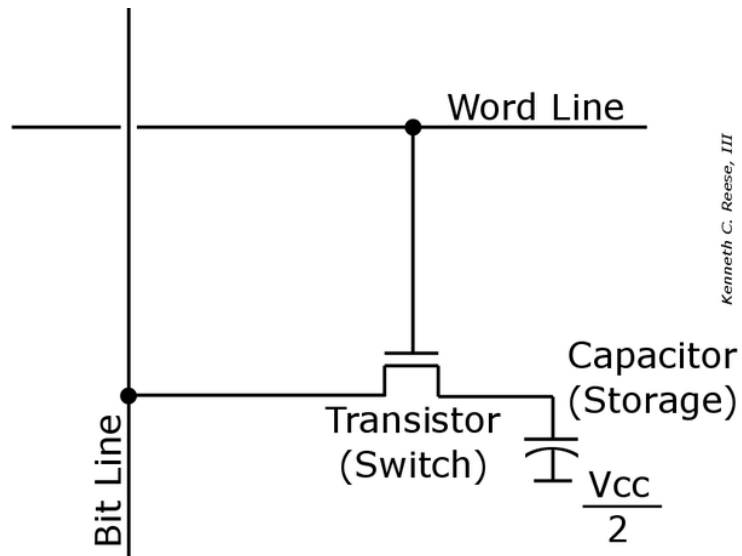 Word Line
Kenneth C. Reese, III
Capacitor
(Storage)
Transistor
(Switch)
Vcc
2
Bit Line